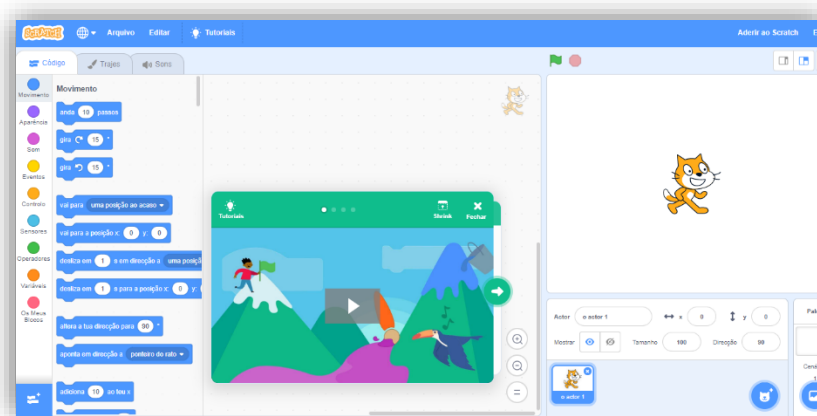 SCRATCH Arquivo Editar Tutoriais Aderir ao Scratch
Código Trajes Sons
Movimento
Aparência
Som
Eventos
Controlo
Sensores
Operadores
Variáveis
Os Meus
Blocos
Movimento
anda 10 passos
gira 15 °
gira 15 °
vai para uma posição ao acaso
vai para a posição x: 0 y: 0
desliza em 1 s em direcção a uma posiçã
desliza em 1 s para a posição x: 0 y:
altera a tua direcção para 90 °
aponta em direcção a ponteiro do rato
adiciona 10 ao teu x
Tutoriais Shrink Fechar
Actor o actor 1 x 0 y 0
Mostrar Tamanho 100 Direcção 90
o actor 1
Pal
Cená
1